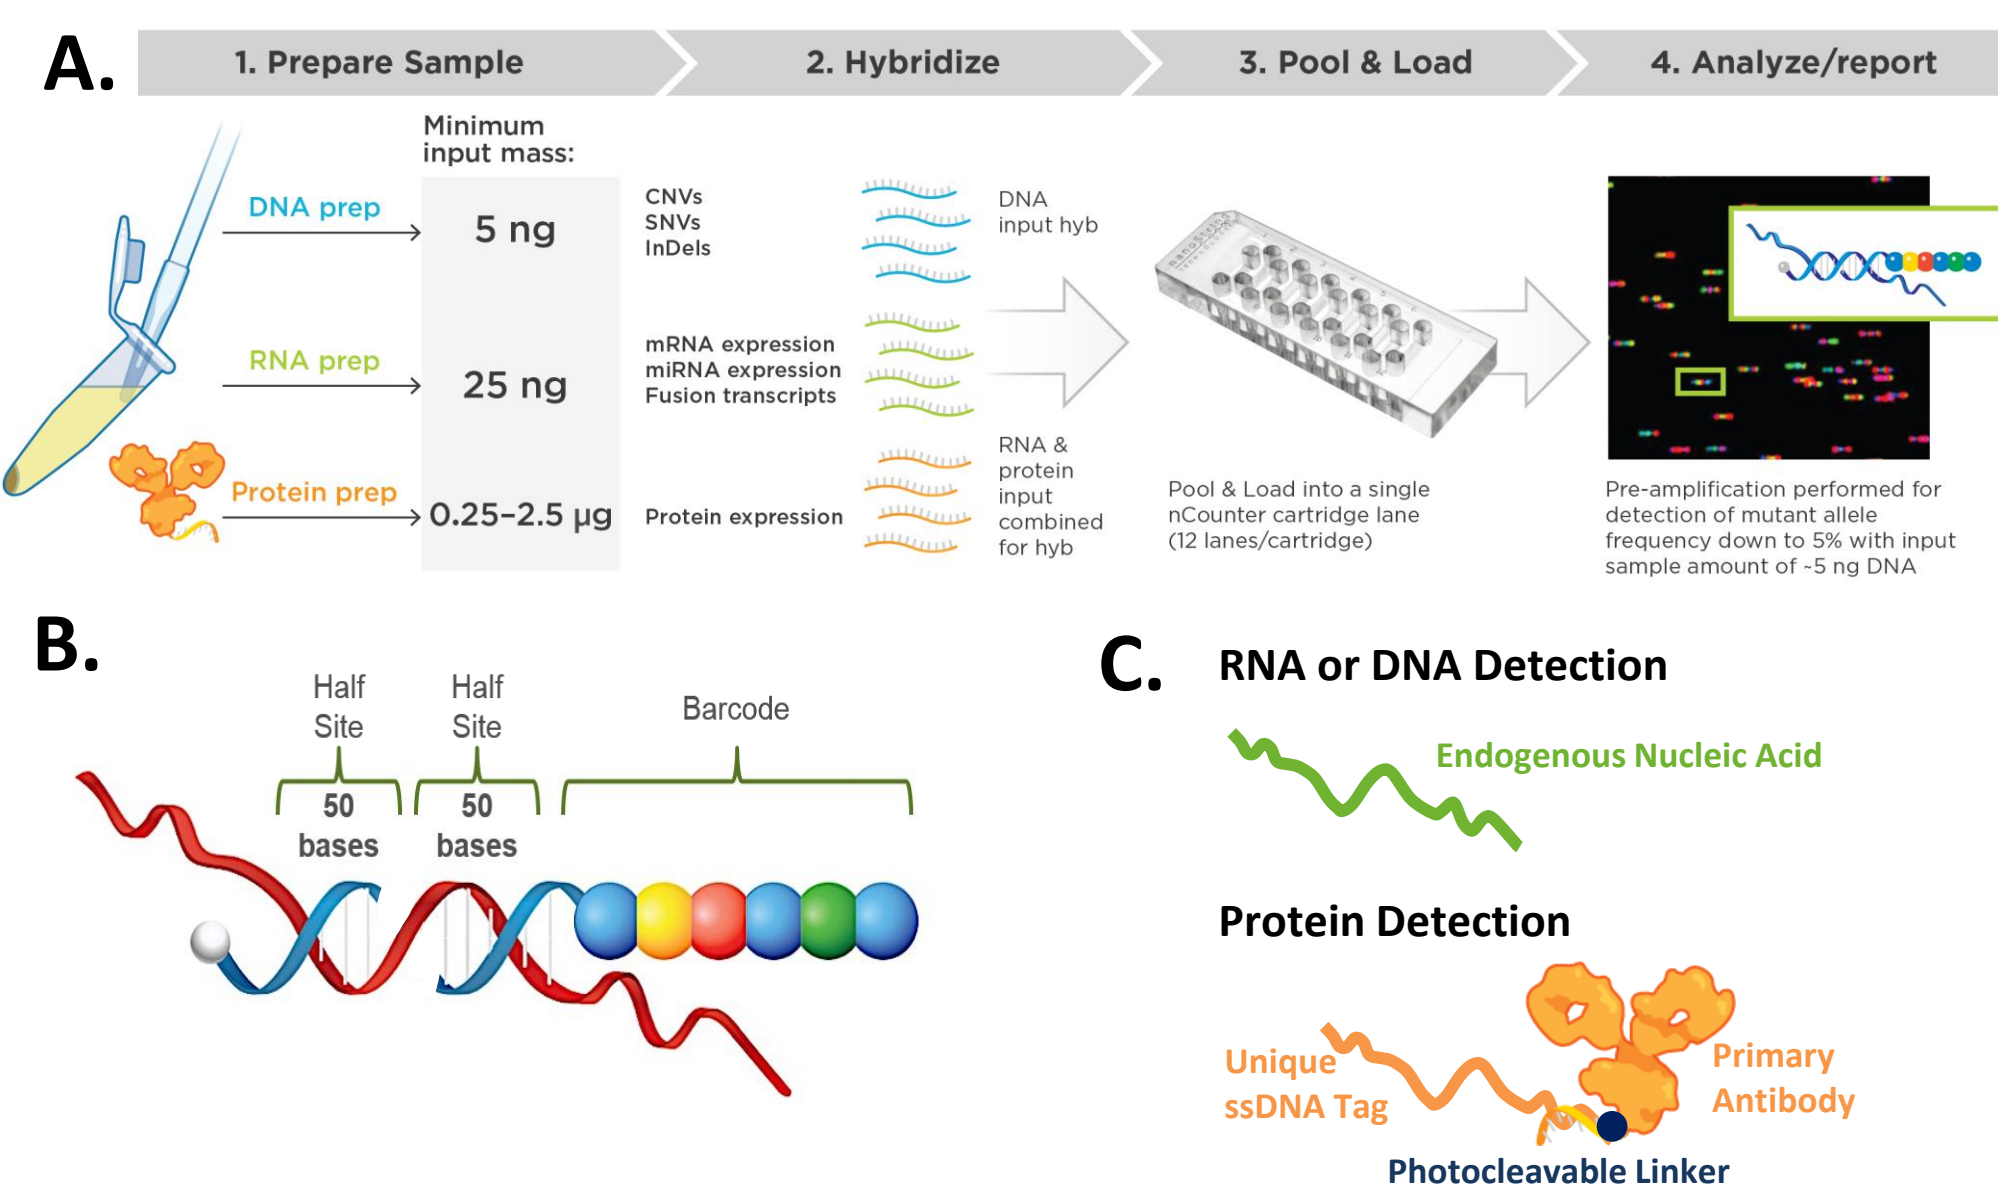 A.
1. Prepare Sample
2. Hybridize
3. Pool & Load
4. Analyze/report
Minimum
input mass:
DNA prep
5 ng
CNVs
SNVs
InDels
DNA
input hyb
RNA prep
25 ng
mRNA expression
miRNA expression
Fusion transcripts
Protein prep
0.25–2.5 µg
Protein expression
RNA &
protein
input
combined
for hyb
nanoString
Pool & Load into a single
nCounter cartridge lane
(12 lanes/cartridge)
Pre-amplification performed for
detection of mutant allele
frequency down to 5% with input
sample amount of ~5 ng DNA
B.
Half
Site
50
bases
Half
Site
50
bases
Barcode
C.
RNA or DNA Detection
Endogenous Nucleic Acid
Protein Detection
Unique
ssDNA Tag
Primary
Antibody
Photocleavable Linker